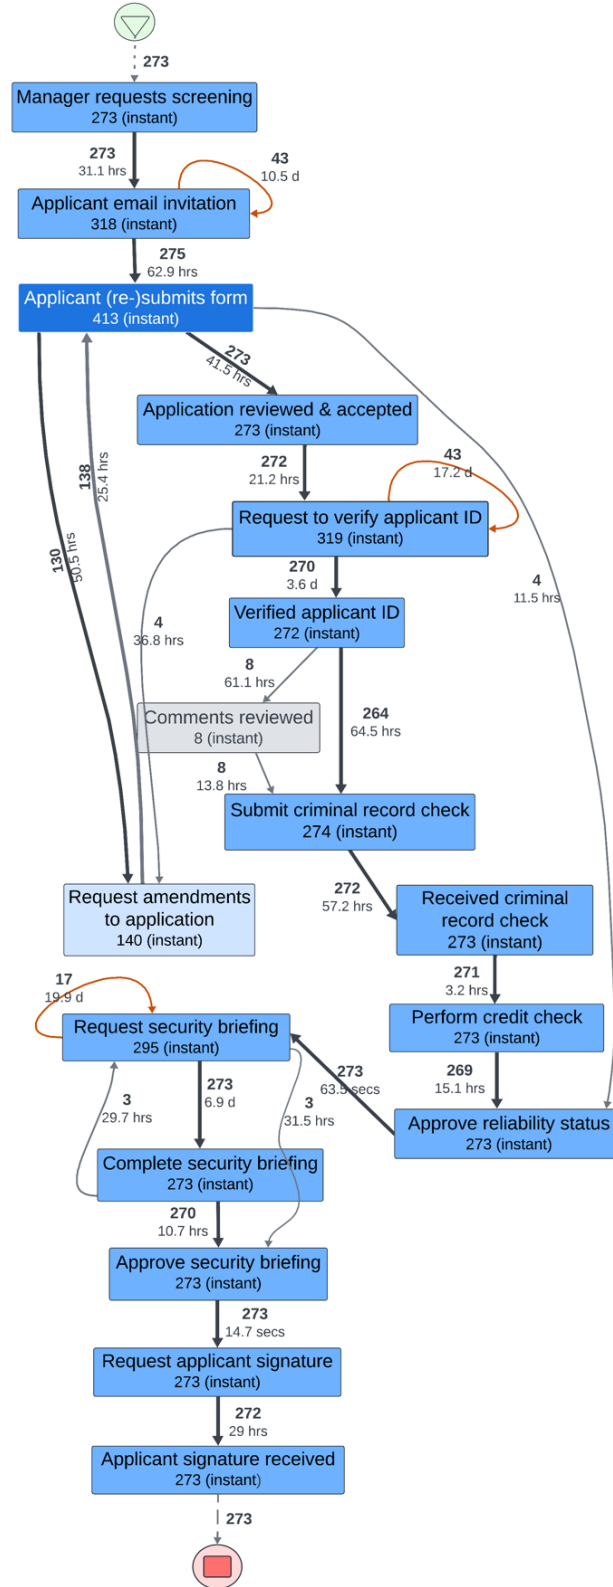 273
Manager requests screening
273 (instant)
273
31.1 hrs
43
10.5 d
Applicant email invitation
318 (instant)
275
62.9 hrs
Applicant (re-)submits form
413 (instant)
273
41.5 hrs
Application reviewed & accepted
273 (instant)
138
25.4 hrs
130
50.5 hrs
272
21.2 hrs
43
17.2 d
Request to verify applicant ID
319 (instant)
270
3.6 d
4
11.5 hrs
Verified applicant ID
272 (instant)
4
36.8 hrs
8
61.1 hrs
264
64.5 hrs
Comments reviewed
8 (instant)
8
13.8 hrs
Submit criminal record check
274 (instant)
272
57.2 hrs
Request amendments
to application
140 (instant)
Received criminal
record check
273 (instant)
271
3.2 hrs
17
19.9 d
Request security briefing
295 (instant)
Perform credit check
273 (instant)
273
63.5 secs
269
15.1 hrs
Approve reliability status
273 (instant)
273
6.9 d
3
29.7 hrs
3
31.5 hrs
Complete security briefing
273 (instant)
270
10.7 hrs
Approve security briefing
273 (instant)
273
14.7 secs
Request applicant signature
273 (instant)
272
29 hrs
Applicant signature received
273 (instant)
273